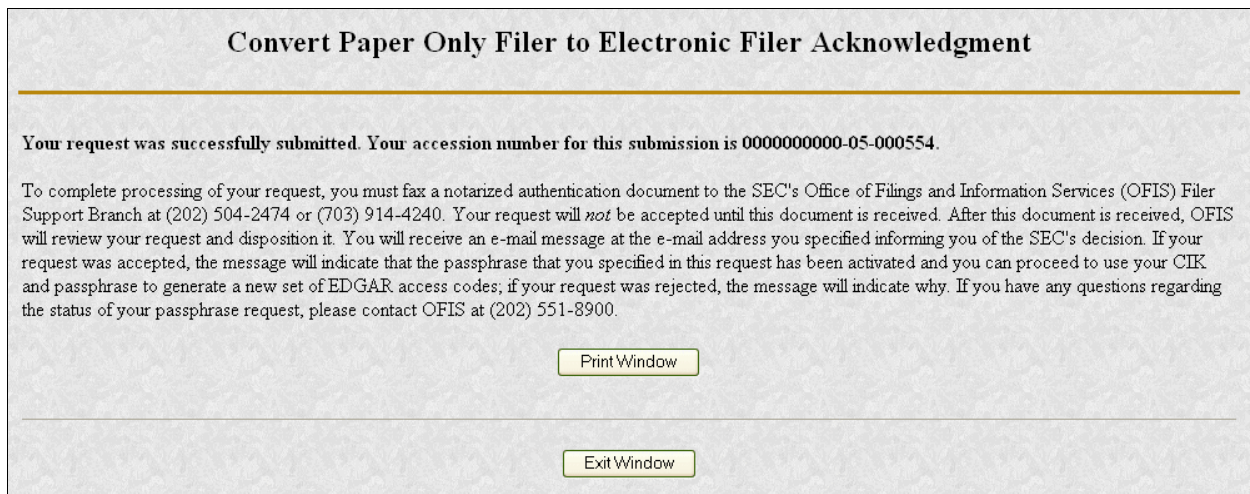 Convert Paper Only Filer to Electronic Filer Acknowledgment
Your request was successfully submitted. Your accession number for this submission is 0000000000-05-000554.
To complete processing of your request, you must fax a notarized authentication document to the SEC's Office of Filings and Information Services (OFIS) Filer
Support Branch at (202) 504-2474 or (703) 914-4240. Your request will not be accepted until this document is received. After this document is received, OFIS
will review your request and disposition it. You will receive an e-mail message at the e-mail address you specified informing you of the SEC's decision. If your
request was accepted, the message will indicate that the passphrase that you specified in this request has been activated and you can proceed to use your CIK
and passphrase to generate a new set of EDGAR access codes; if your request was rejected, the message will indicate why. If you have any questions regarding
the status of your passphrase request, please contact OFIS at (202) 551-8900.
Print Window
Exit Window